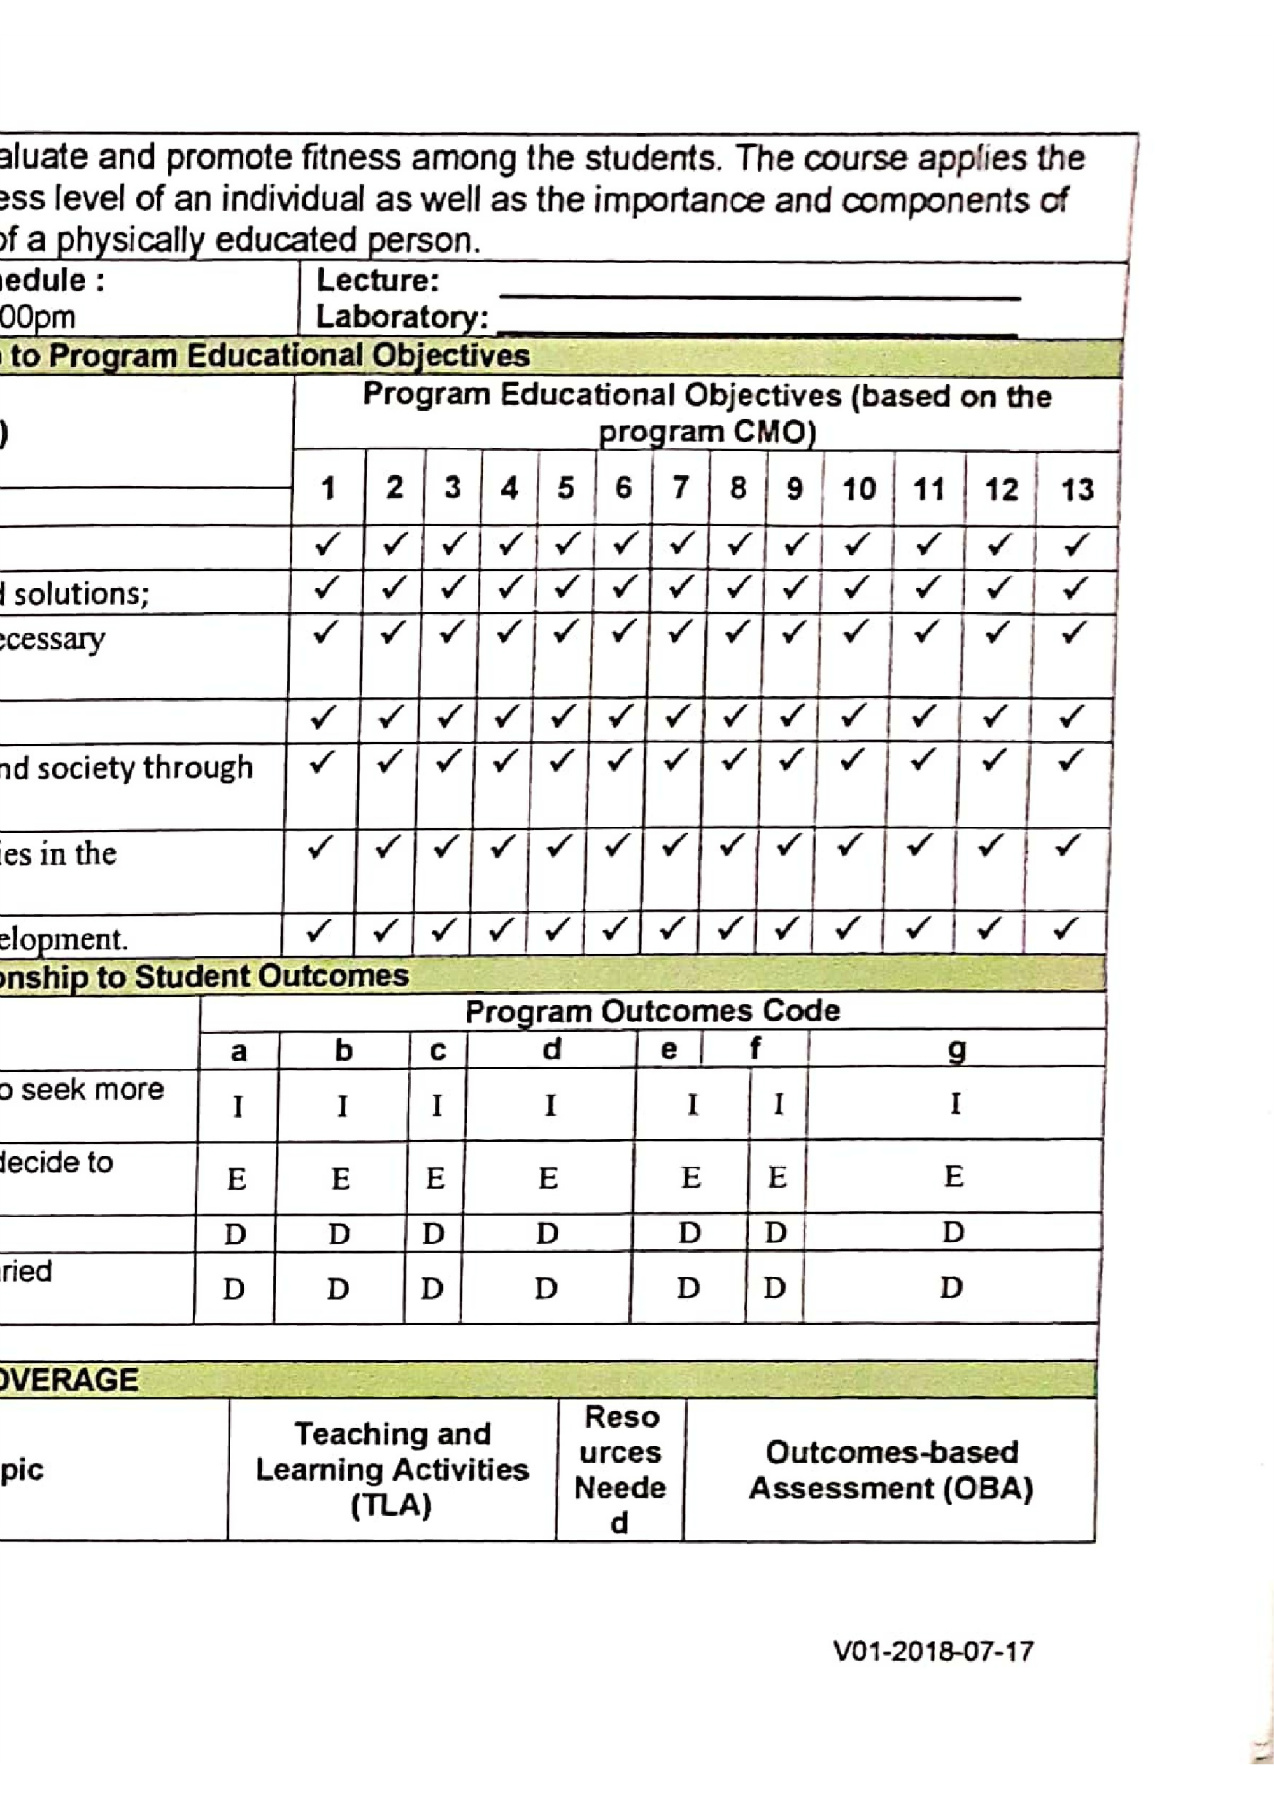 aluate and promote fitness among the students. The course applies the
ess level of an individual as well as the importance and components of
of a physically educated person.
edule :
Lecture:
00pm
Laboratory:
to Program Educational Objectives
Program Educational Objectives (based on the
)
program CMO)
1 2 3 4 5 6 7 8 9 10 11 12 13
✓ ✓ ✓ ✓ ✓ ✓ ✓ ✓ ✓ ✓ ✓ ✓ ✓
d solutions; ✓ ✓ ✓ ✓ ✓ ✓ ✓ ✓ ✓ ✓ ✓ ✓ ✓
ecessary ✓ ✓ ✓ ✓ ✓ ✓ ✓ ✓ ✓ ✓ ✓ ✓ ✓
✓ ✓ ✓ ✓ ✓ ✓ ✓ ✓ ✓ ✓ ✓ ✓ ✓
nd society through ✓ ✓ ✓ ✓ ✓ ✓ ✓ ✓ ✓ ✓ ✓ ✓ ✓
ies in the ✓ ✓ ✓ ✓ ✓ ✓ ✓ ✓ ✓ ✓ ✓ ✓ ✓
elopment. ✓ ✓ ✓ ✓ ✓ ✓ ✓ ✓ ✓ ✓ ✓ ✓ ✓
onship to Student Outcomes
Program Outcomes Code
a b c d e f g
o seek more I I I I I I I
decide to E E E E E E E
D D D D D D D
ried D D D D D D D
OVERAGE
pic
Teaching and
Learning Activities
(TLA)
Reso
urces
Neede
d
Outcomes-based
Assessment (OBA)
V01-2018-07-17